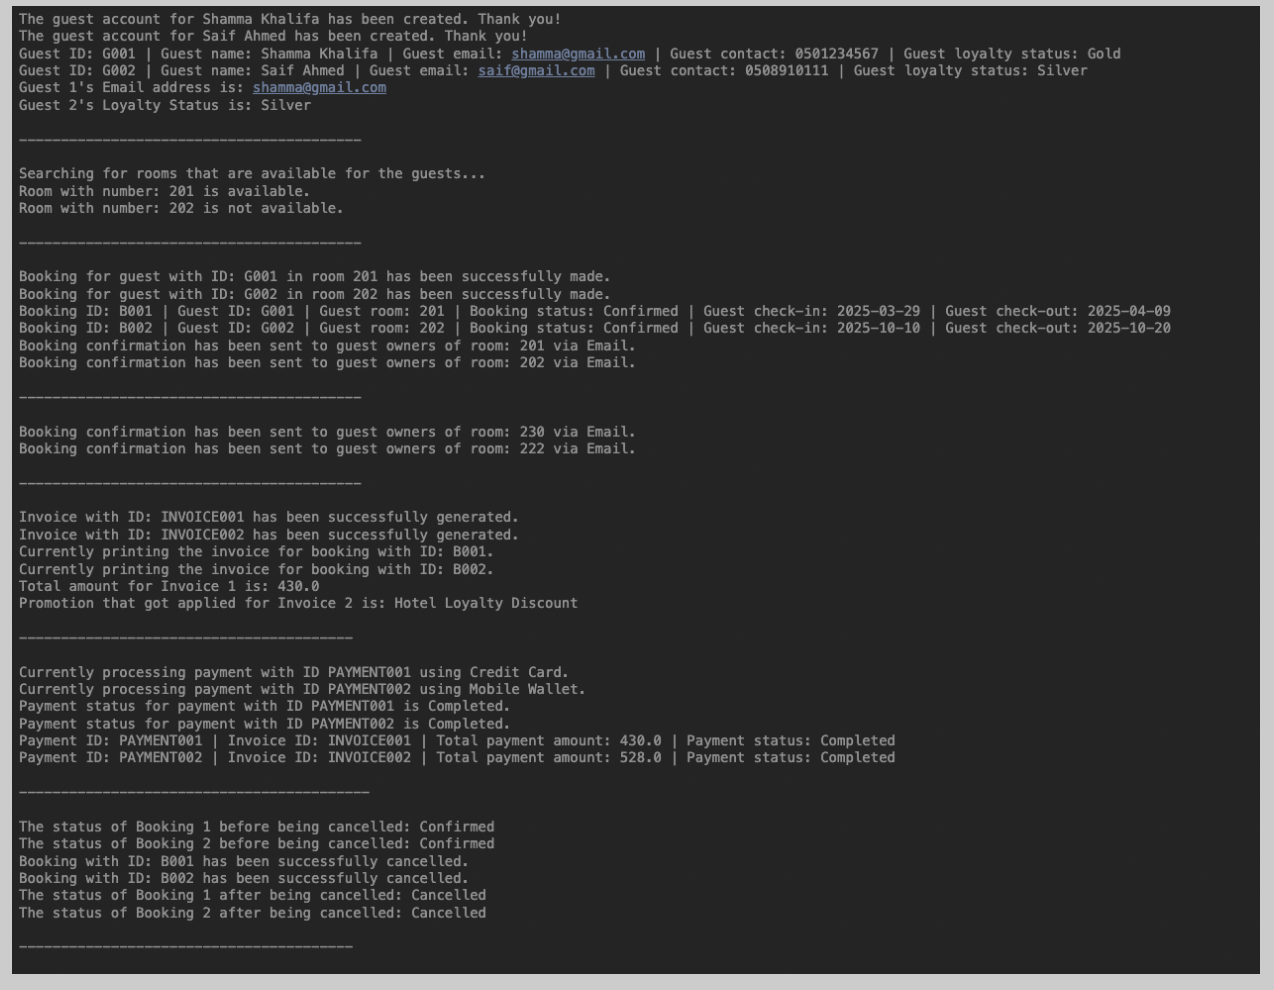 The guest account for Shamma Khalifa has been created. Thank you!
The guest account for Saif Ahmed has been created. Thank you!
Guest ID: G001 | Guest name: Shamma Khalifa | Guest email: shamma@gmail.com | Guest contact: 0501234567 | Guest loyalty status: Gold
Guest ID: G002 | Guest name: Saif Ahmed | Guest email: saif@gmail.com | Guest contact: 0508910111 | Guest loyalty status: Silver
Guest 1's Email address is: shamma@gmail.com
Guest 2's Loyalty Status is: Silver
-----------------------------------------
Searching for rooms that are available for the guests...
Room with number: 201 is available.
Room with number: 202 is not available.
-----------------------------------------
Booking for guest with ID: G001 in room 201 has been successfully made.
Booking for guest with ID: G002 in room 202 has been successfully made.
Booking ID: B001 | Guest ID: G001 | Guest room: 201 | Booking status: Confirmed | Guest check-in: 2025-03-29 | Guest check-out: 2025-04-09
Booking ID: B002 | Guest ID: G002 | Guest room: 202 | Booking status: Confirmed | Guest check-in: 2025-10-10 | Guest check-out: 2025-10-20
Booking confirmation has been sent to guest owners of room: 201 via Email.
Booking confirmation has been sent to guest owners of room: 202 via Email.
-----------------------------------------
Booking confirmation has been sent to guest owners of room: 230 via Email.
Booking confirmation has been sent to guest owners of room: 222 via Email.
-----------------------------------------
Invoice with ID: INVOICE001 has been successfully generated.
Invoice with ID: INVOICE002 has been successfully generated.
Currently printing the invoice for booking with ID: B001.
Currently printing the invoice for booking with ID: B002.
Total amount for Invoice 1 is: 430.0
Promotion that got applied for Invoice 2 is: Hotel Loyalty Discount
----------------------------------------
Currently processing payment with ID PAYMENT001 using Credit Card.
Currently processing payment with ID PAYMENT002 using Mobile Wallet.
Payment status for payment with ID PAYMENT001 is Completed.
Payment status for payment with ID PAYMENT002 is Completed.
Payment ID: PAYMENT001 | Invoice ID: INVOICE001 | Total payment amount: 430.0 | Payment status: Completed
Payment ID: PAYMENT002 | Invoice ID: INVOICE002 | Total payment amount: 528.0 | Payment status: Completed
------------------------------------------
The status of Booking 1 before being cancelled: Confirmed
The status of Booking 2 before being cancelled: Confirmed
Booking with ID: B001 has been successfully cancelled.
Booking with ID: B002 has been successfully cancelled.
The status of Booking 1 after being cancelled: Cancelled
The status of Booking 2 after being cancelled: Cancelled
----------------------------------------